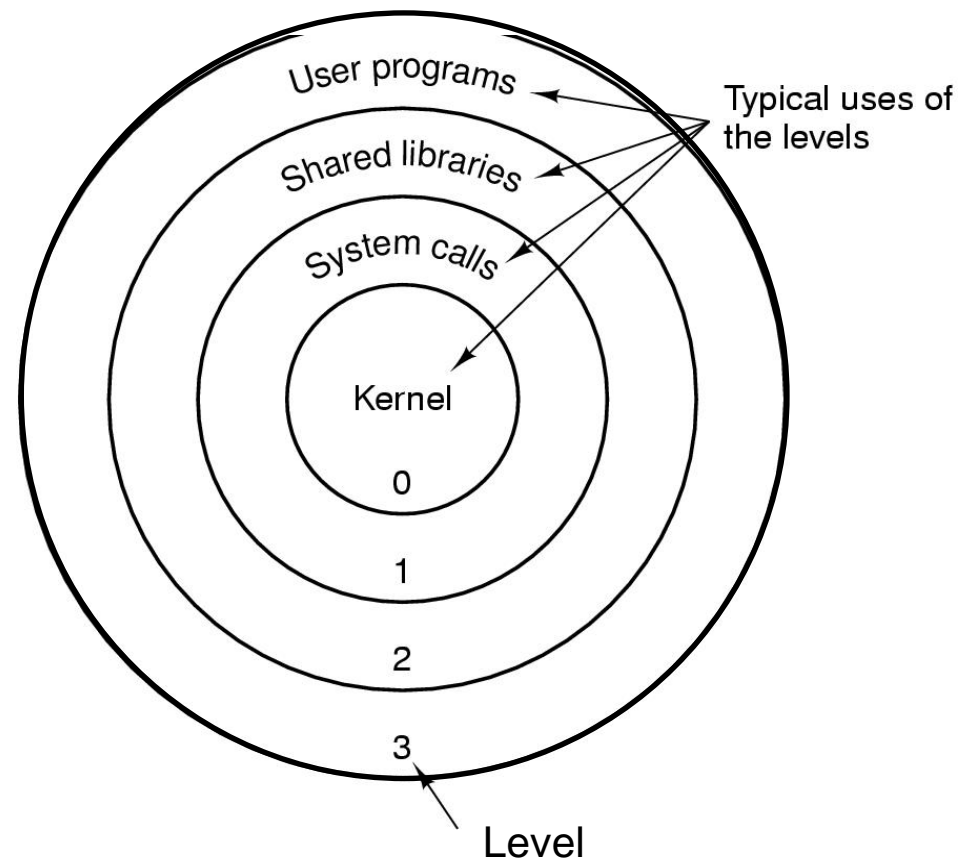 User programs
Typical uses of
the levels
Shared libraries
System calls
Kernel
0
1
2
3
Level